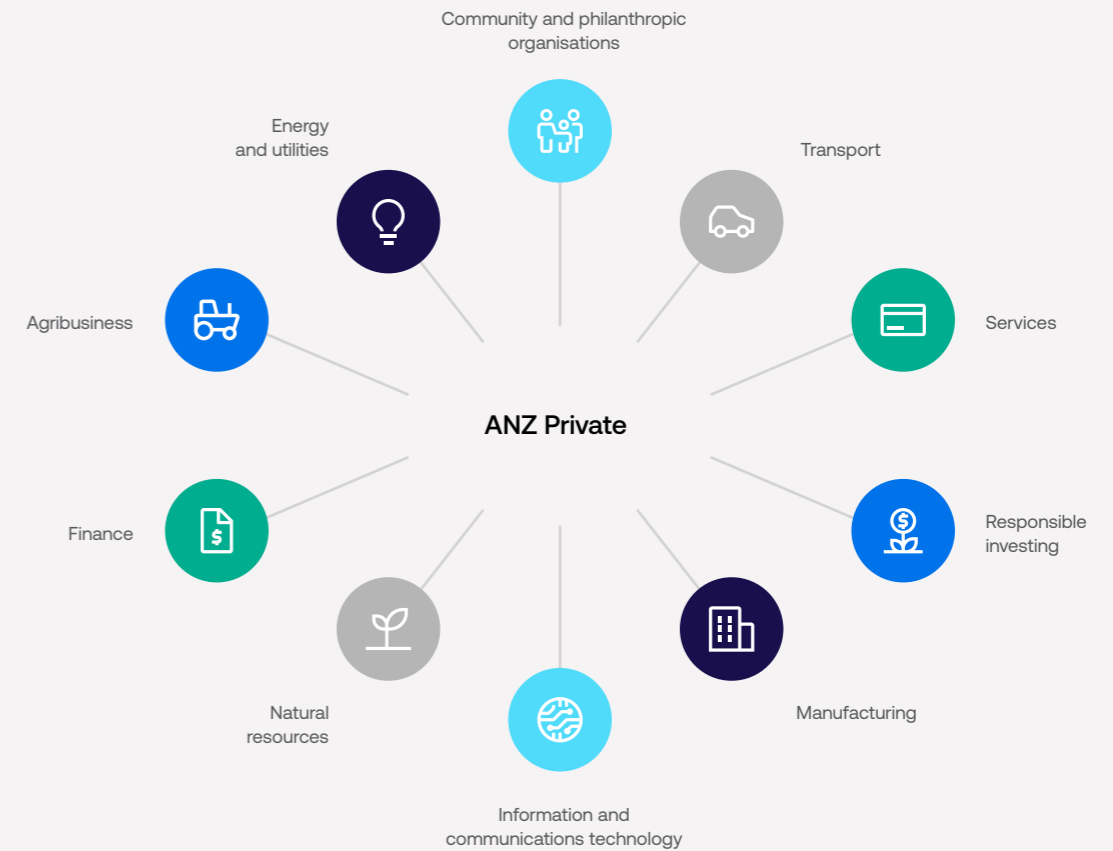 Community and philanthropic
organisations
Energy
and utilities
Transport
Agribusiness
Services
ANZ Private
Finance
Responsible
investing
Natural
resources
Manufacturing
Information and
communications technology